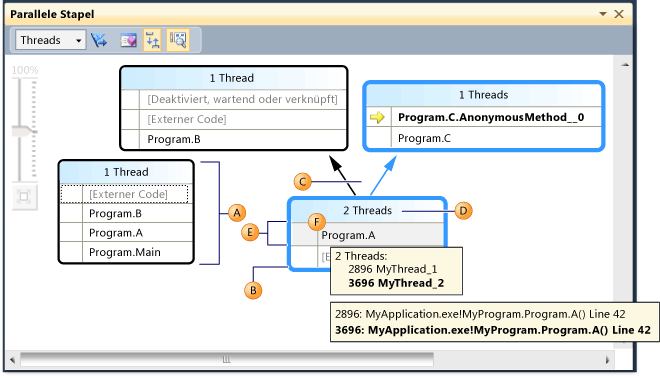 Parallele Stapel
Threads
100%
1 Thread
[Deaktiviert, wartend oder verknüpft]
[Externer Code]
Program.B
1 Threads
Program.C.AnonymousMethod__0
Program.C
1 Thread
[Externer Code]
Program.B
Program.A
Program.Main
A
C
2 Threads
D
E
F
Program.A
[E
B
2 Threads:
2896 MyThread_1
3696 MyThread_2
2896: MyApplication.exe!MyProgram.Program.A() Line 42
3696: MyApplication.exe!MyProgram.Program.A() Line 42